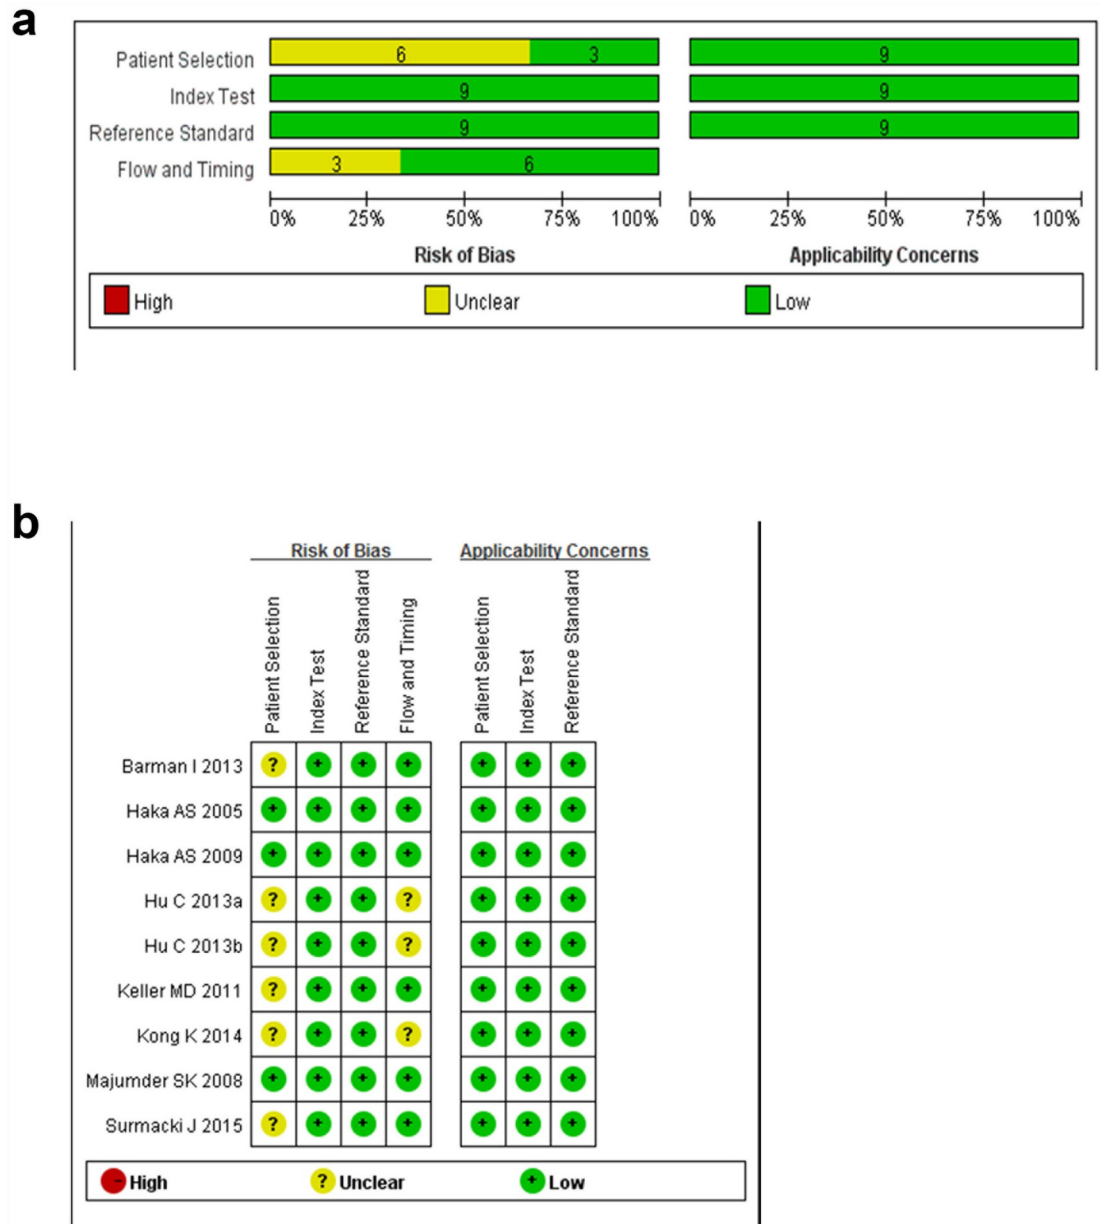 a
Patient Selection 6 3 9
Index Test 9 9
Reference Standard 9 9
Flow and Timing 3 6
0% 25% 50% 75% 100% 0% 25% 50% 75% 100%
Risk of Bias Applicability Concerns
High Unclear Low
b
Risk of Bias Applicability Concerns
Patient Selection
Index Test
Reference Standard
Flow and Timing
Patient Selection
Index Test
Reference Standard
Barman I 2013 ? + + + + + +
Haka AS 2005 + + + + + + +
Haka AS 2009 + + + + + + +
Hu C 2013a ? + + ? + + +
Hu C 2013b ? + + ? + + +
Keller MD 2011 ? + + + + + +
Kong K 2014 ? + + ? + + +
Majumder SK 2008 + + + + + + +
Surmacki J 2015 ? + + + + + +
- High ? Unclear + Low